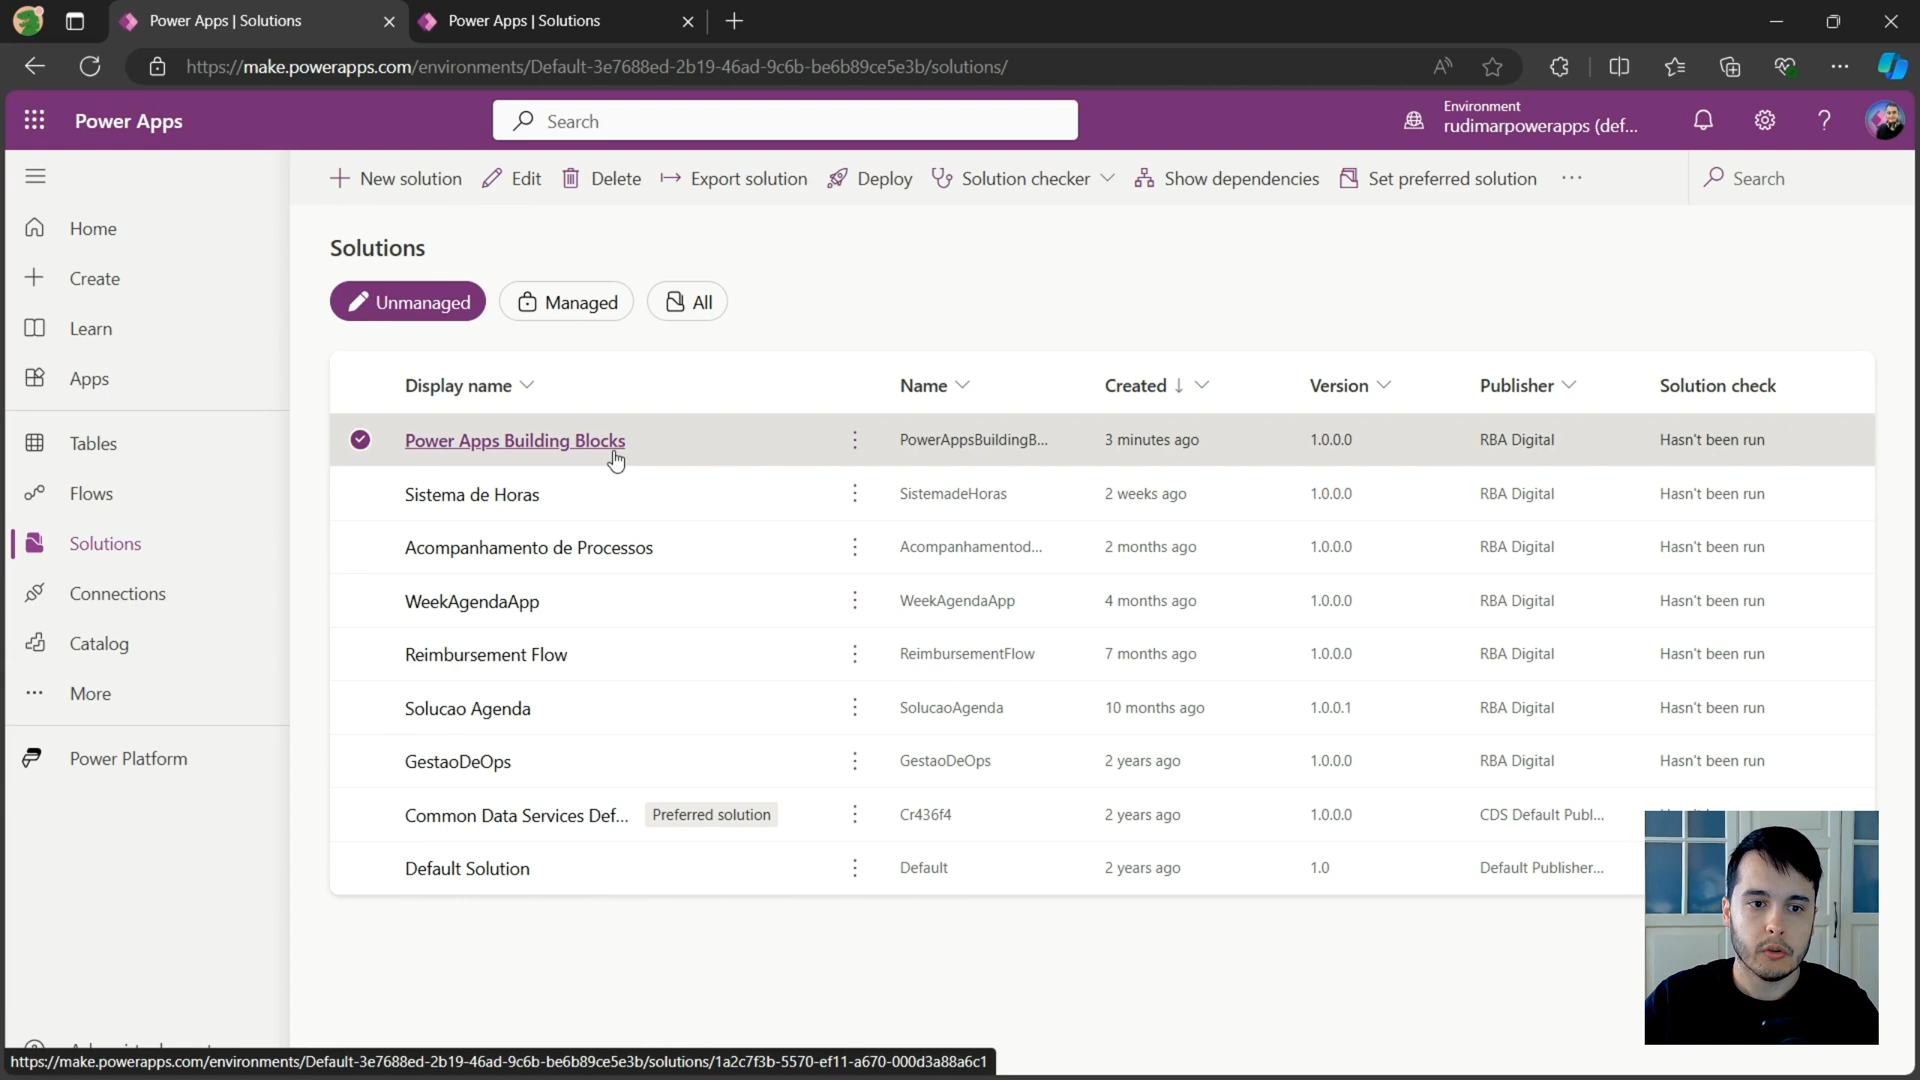 Power Apps | Solutions
Power Apps | Solutions
https://make.powerapps.com/environments/Default-3e7688ed-2b19-46ad-9c6b-be6b89ce5e3b/solutions/
Power Apps
Search
Environment
rudimarpowerapps (def...
New solution
Edit
Delete
Export solution
Deploy
Solution checker
Show dependencies
Set preferred solution
Search
Home
Create
Learn
Apps
Tables
Flows
Solutions
Connections
Catalog
More
Power Platform
Solutions
Unmanaged
Managed
All
Display name Name Created Version Publisher Solution check
Power Apps Building Blocks PowerAppsBuildingB... 3 minutes ago 1.0.0.0 RBA Digital Hasn't been run
Sistema de Horas SistemadeHoras 2 weeks ago 1.0.0.0 RBA Digital Hasn't been run
Acompanhamento de Processos Acompanhamentod... 2 months ago 1.0.0.0 RBA Digital Hasn't been run
WeekAgendaApp WeekAgendaApp 4 months ago 1.0.0.0 RBA Digital Hasn't been run
Reimbursement Flow ReimbursementFlow 7 months ago 1.0.0.0 RBA Digital Hasn't been run
Solucao Agenda SolucaoAgenda 10 months ago 1.0.0.1 RBA Digital Hasn't been run
GestaoDeOps GestaoDeOps 2 years ago 1.0.0.0 RBA Digital Hasn't been run
Common Data Services Def... Preferred solution Cr436f4 2 years ago 1.0.0.0 CDS Default Publ...
Default Solution Default 2 years ago 1.0 Default Publisher...
https://make.powerapps.com/environments/Default-3e7688ed-2b19-46ad-9c6b-be6b89ce5e3b/solutions/1a2c7f3b-5570-ef11-a670-000d3a88a6c1